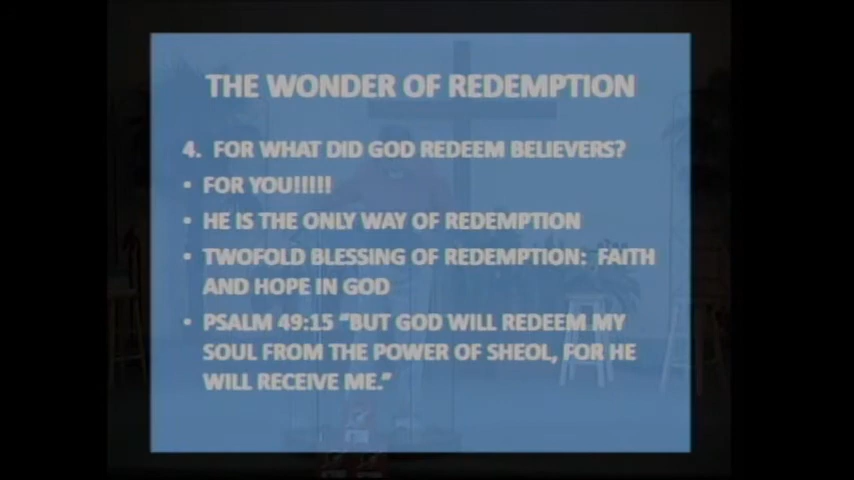 THE WONDER OF REDEMPTION
4. FOR WHAT DID GOD REDEEM BELIEVERS?
• FOR YOU!!!!!
• HE IS THE ONLY WAY OF REDEMPTION
• TWOFOLD BLESSING OF REDEMPTION: FAITH
AND HOPE IN GOD
• PSALM 49:15 “BUT GOD WILL REDEEM MY
SOUL FROM THE POWER OF SHEOL, FOR HE
WILL RECEIVE ME.”